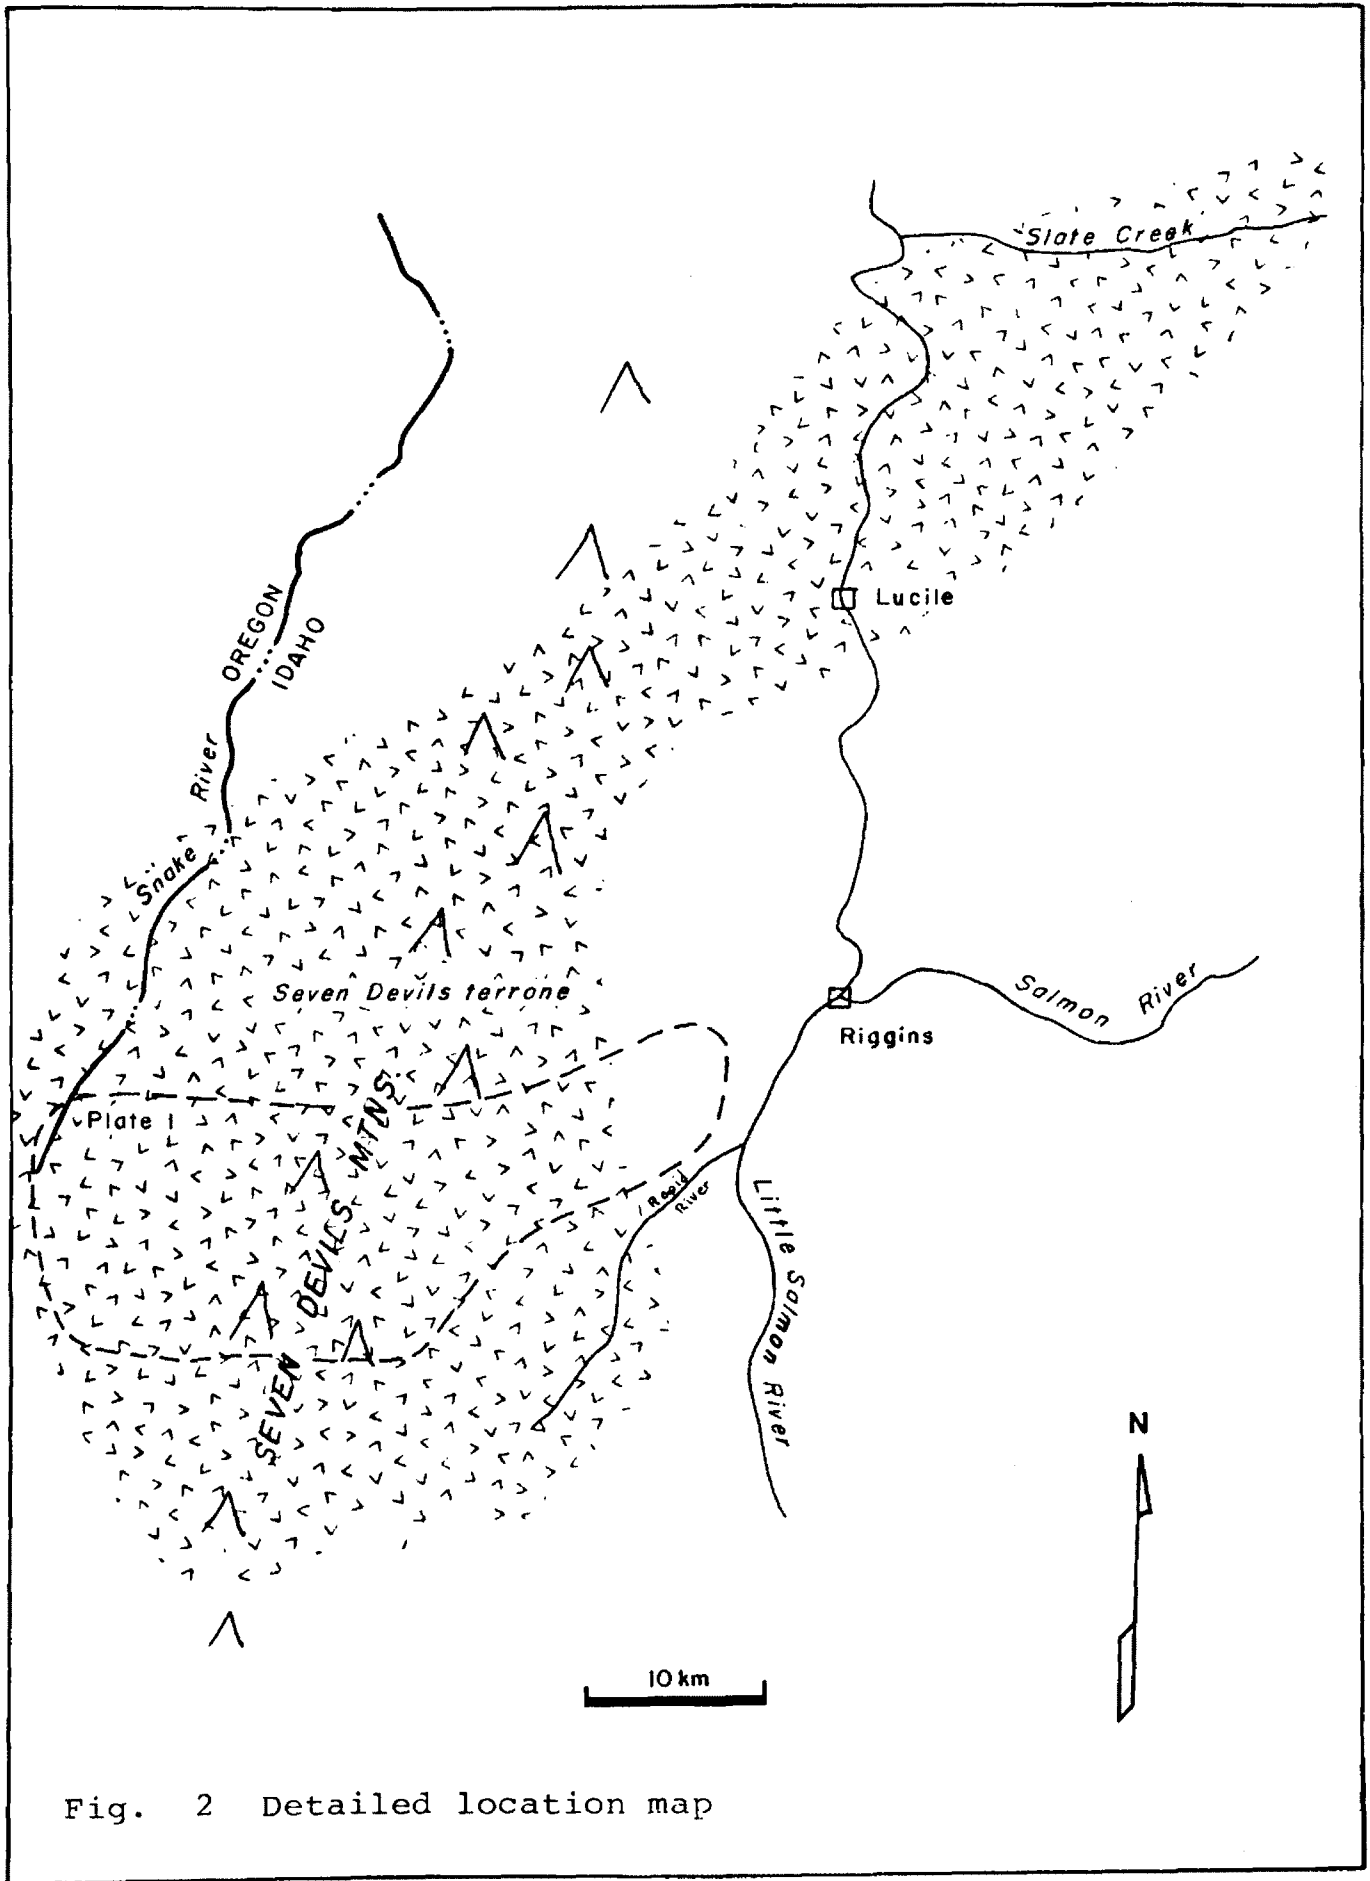 Slate Creek
Lucile
OREGON
IDAHO
Snake River
Seven Devils terrane
Salmon River
Riggins
Plate 1
SEVEN DEVILS MTNS.
Rapid
River
Little Salmon River
N
10 km
Fig. 2 Detailed location map